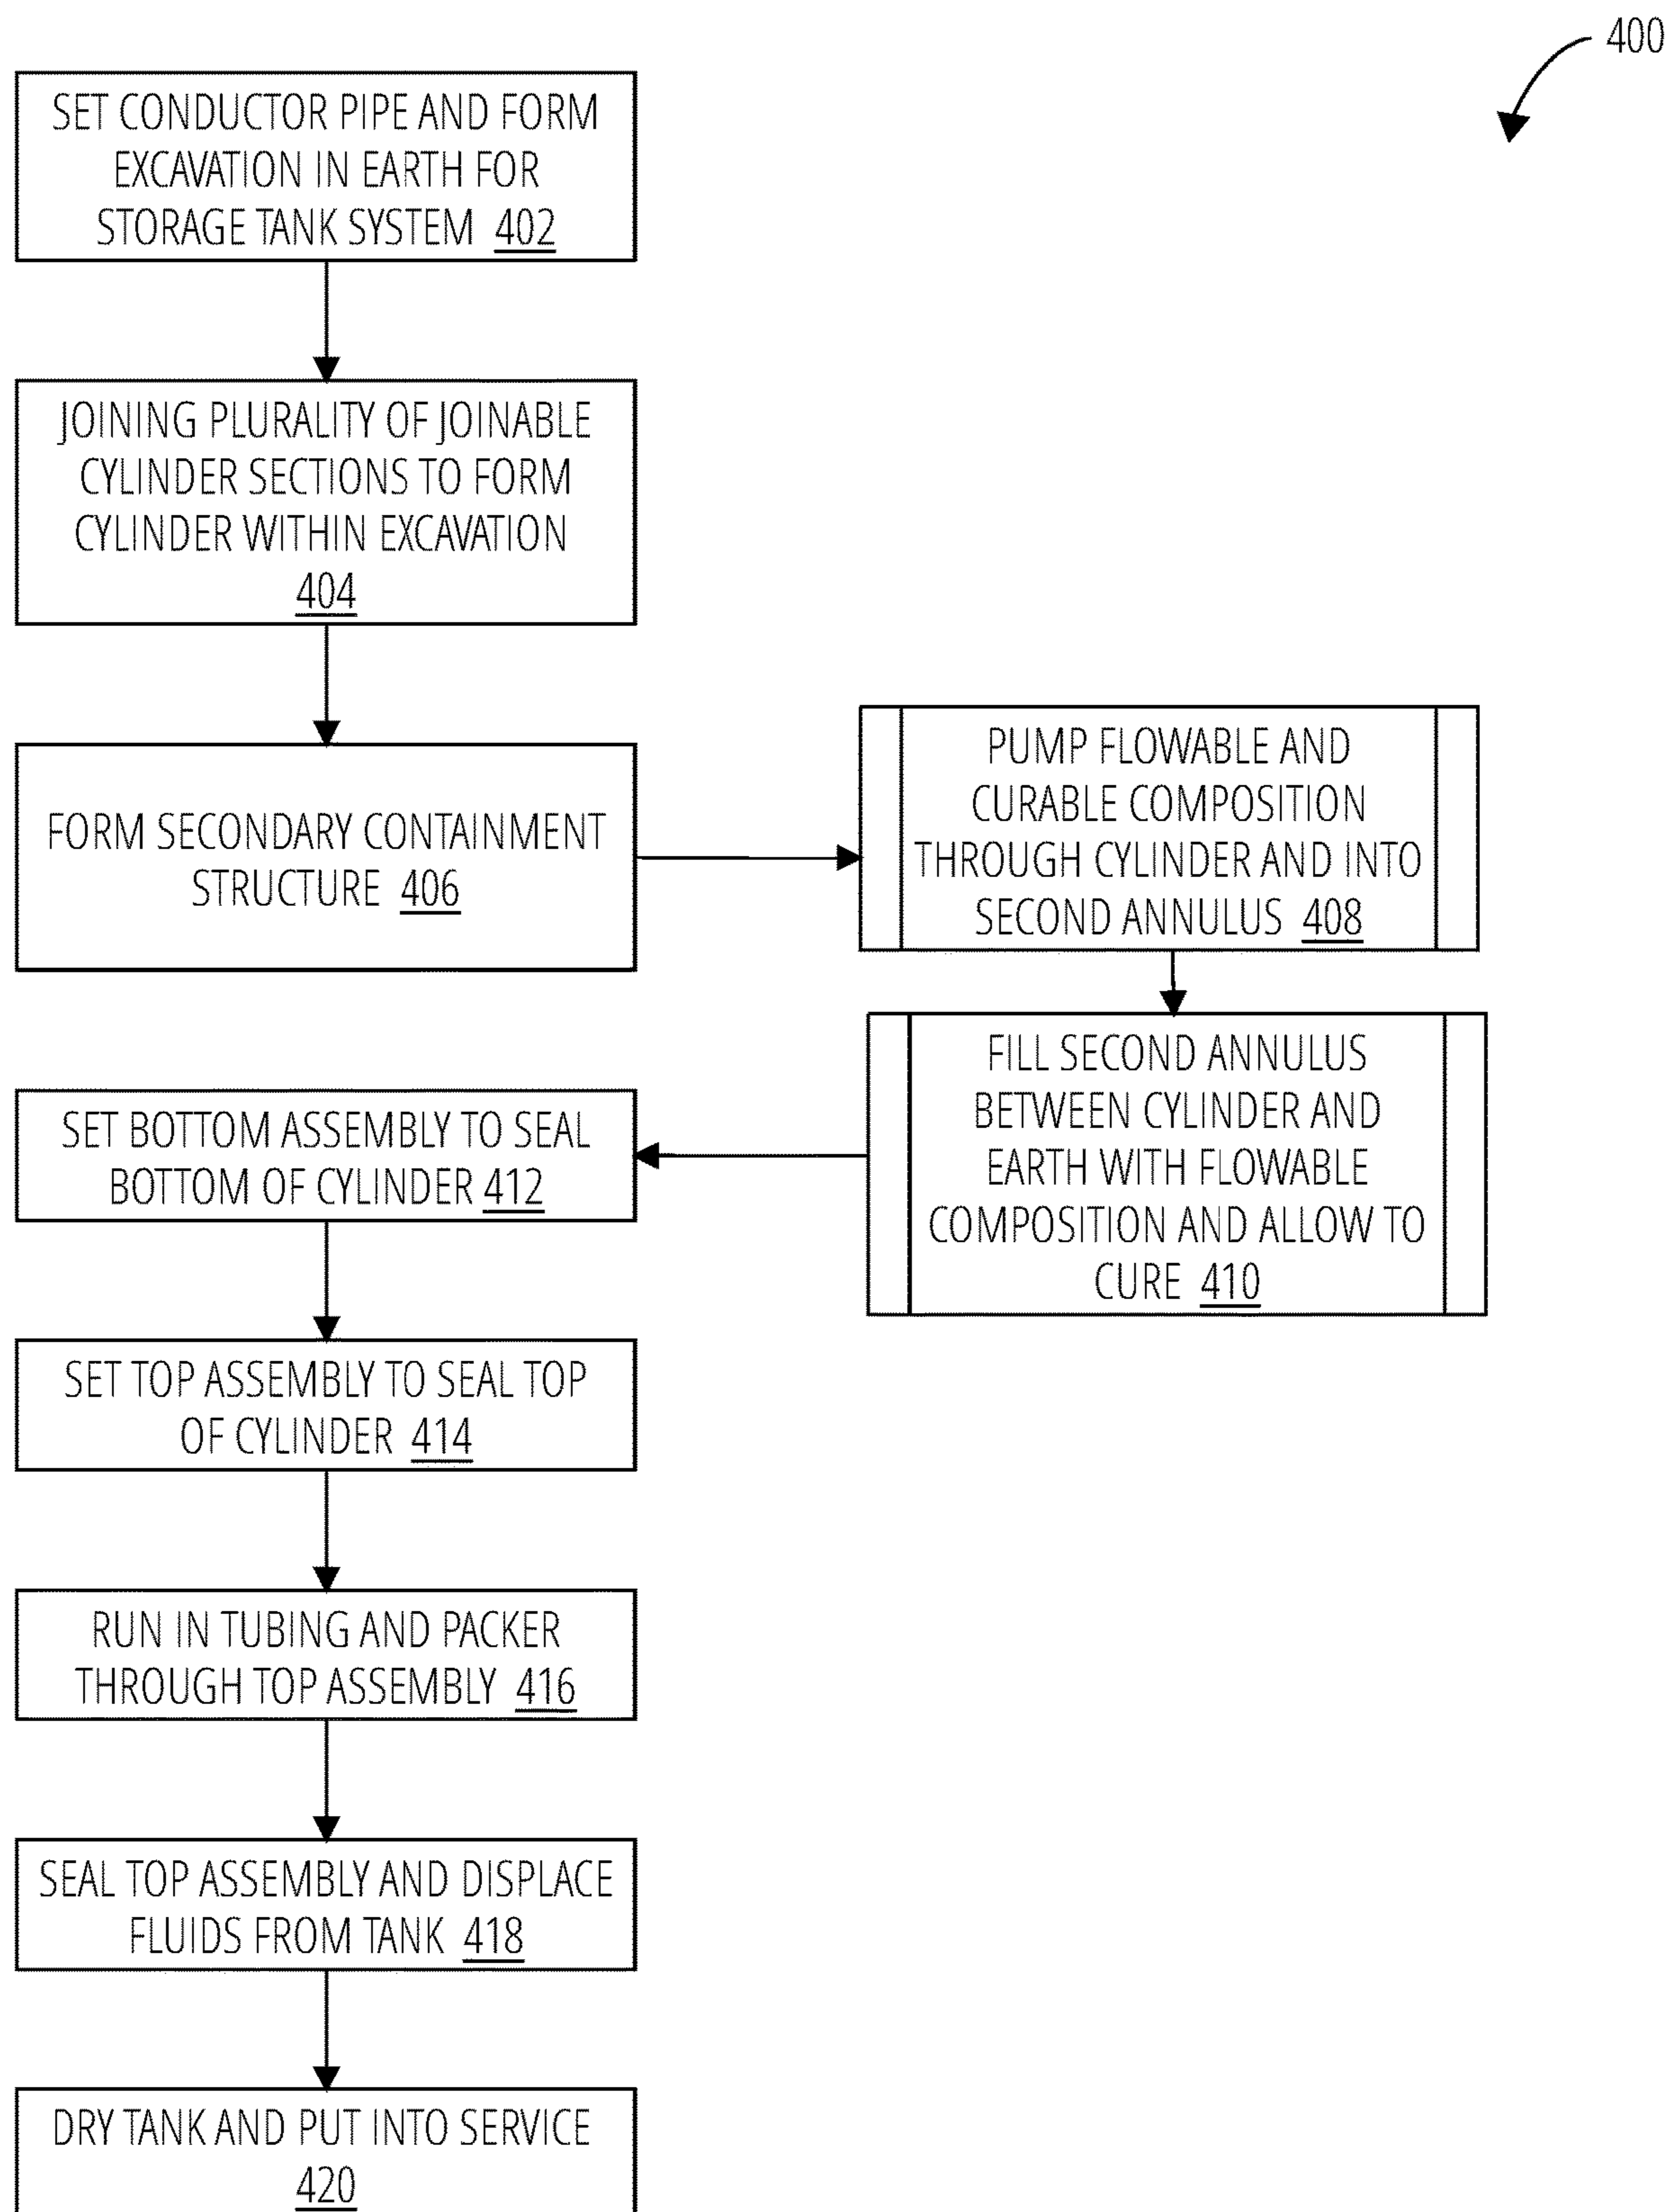 400
SET CONDUCTOR PIPE AND FORM
EXCAVATION IN EARTH FOR
STORAGE TANK SYSTEM 402
JOINING PLURALITY OF JOINABLE
CYLINDER SECTIONS TO FORM
CYLINDER WITHIN EXCAVATION
404
FORM SECONDARY CONTAINMENT
STRUCTURE 406
PUMP FLOWABLE AND
CURABLE COMPOSITION
THROUGH CYLINDER AND INTO
SECOND ANNULUS 408
FILL SECOND ANNULUS
BETWEEN CYLINDER AND
EARTH WITH FLOWABLE
COMPOSITION AND ALLOW TO
CURE 410
SET BOTTOM ASSEMBLY TO SEAL
BOTTOM OF CYLINDER 412
SET TOP ASSEMBLY TO SEAL TOP
OF CYLINDER 414
RUN IN TUBING AND PACKER
THROUGH TOP ASSEMBLY 416
SEAL TOP ASSEMBLY AND DISPLACE
FLUIDS FROM TANK 418
DRY TANK AND PUT INTO SERVICE
420